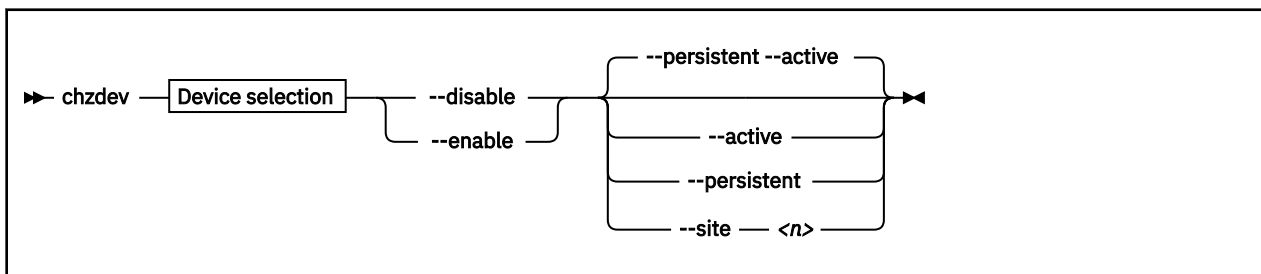 --persistent --active
chzdev Device selection --disable
--enable
--active
--persistent
--site <n>